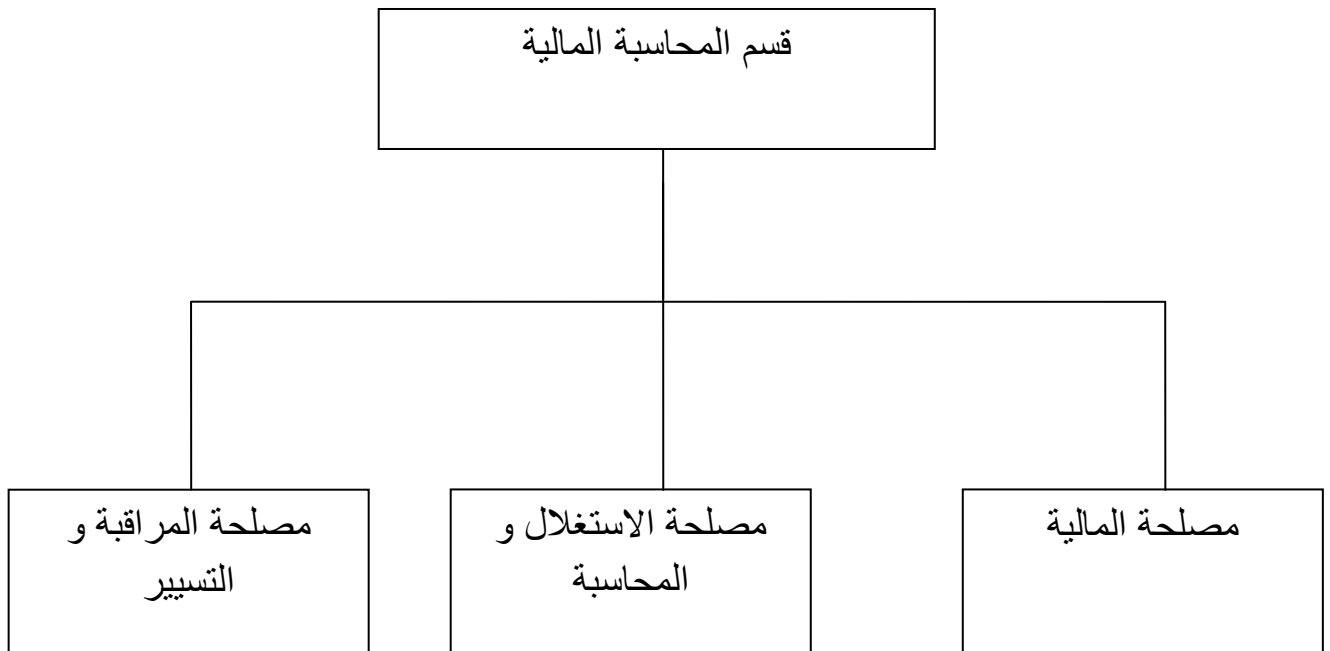 قسم المحاسبة المالية
مصلحة المالية
مصلحة الاستغلال و
المحاسبة
مصلحة المراقبة و
التسيير